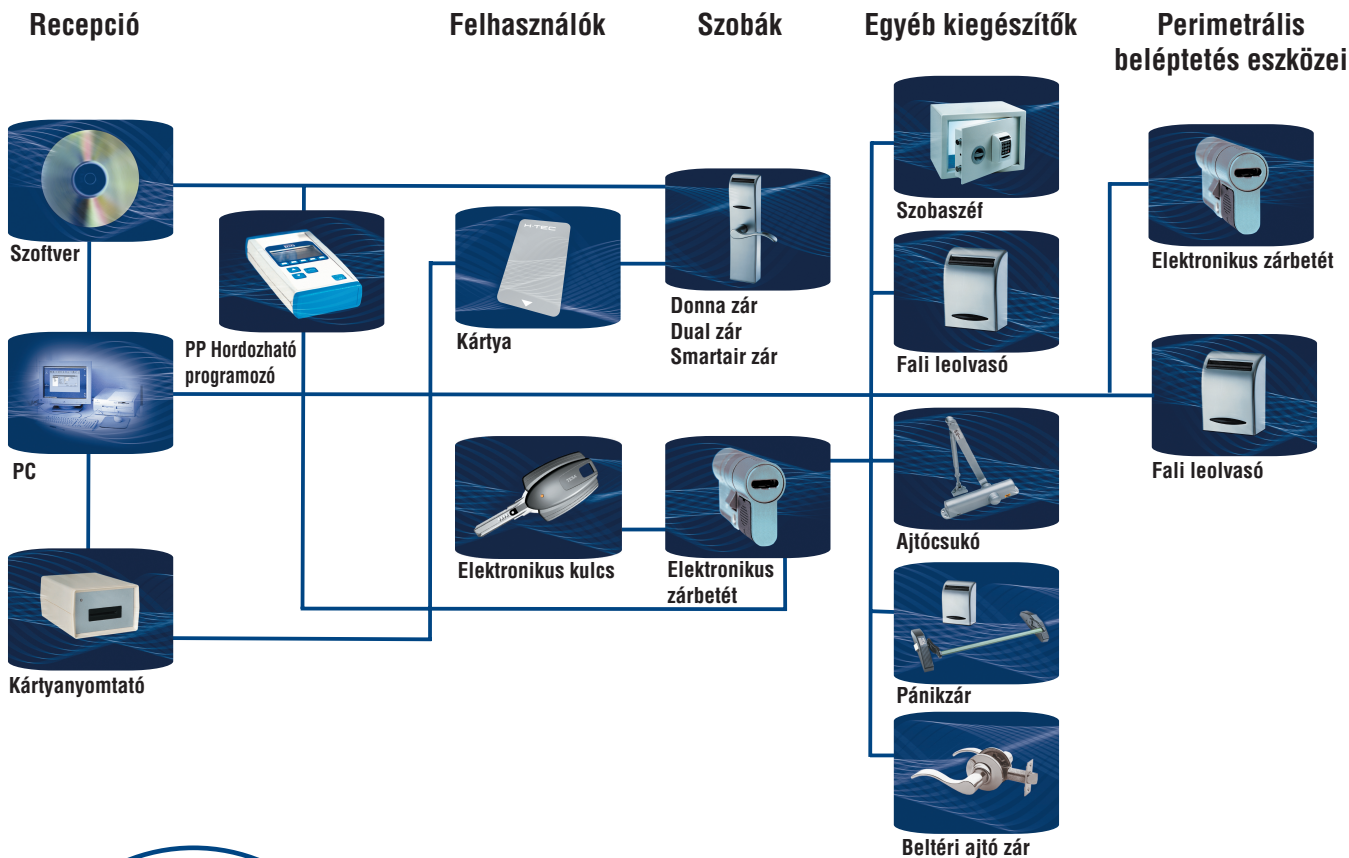 Recepció
Felhasználók
Szobák
Egyéb kiegészítők
Perimetrális
beléptetés eszközei
Szoftver
PP Hordozható
programozó
H-TEC
Kártya
Donna zár
Dual zár
Smartair zár
Szobaszéf
Fali leolvasó
Elektronikus zárbetét
PC
Fali leolvasó
Elektronikus kulcs
Elektronikus
zárbetét
Ajtócsukó
Kártyanyomtató
Pánikzár
Beltéri ajtó zár